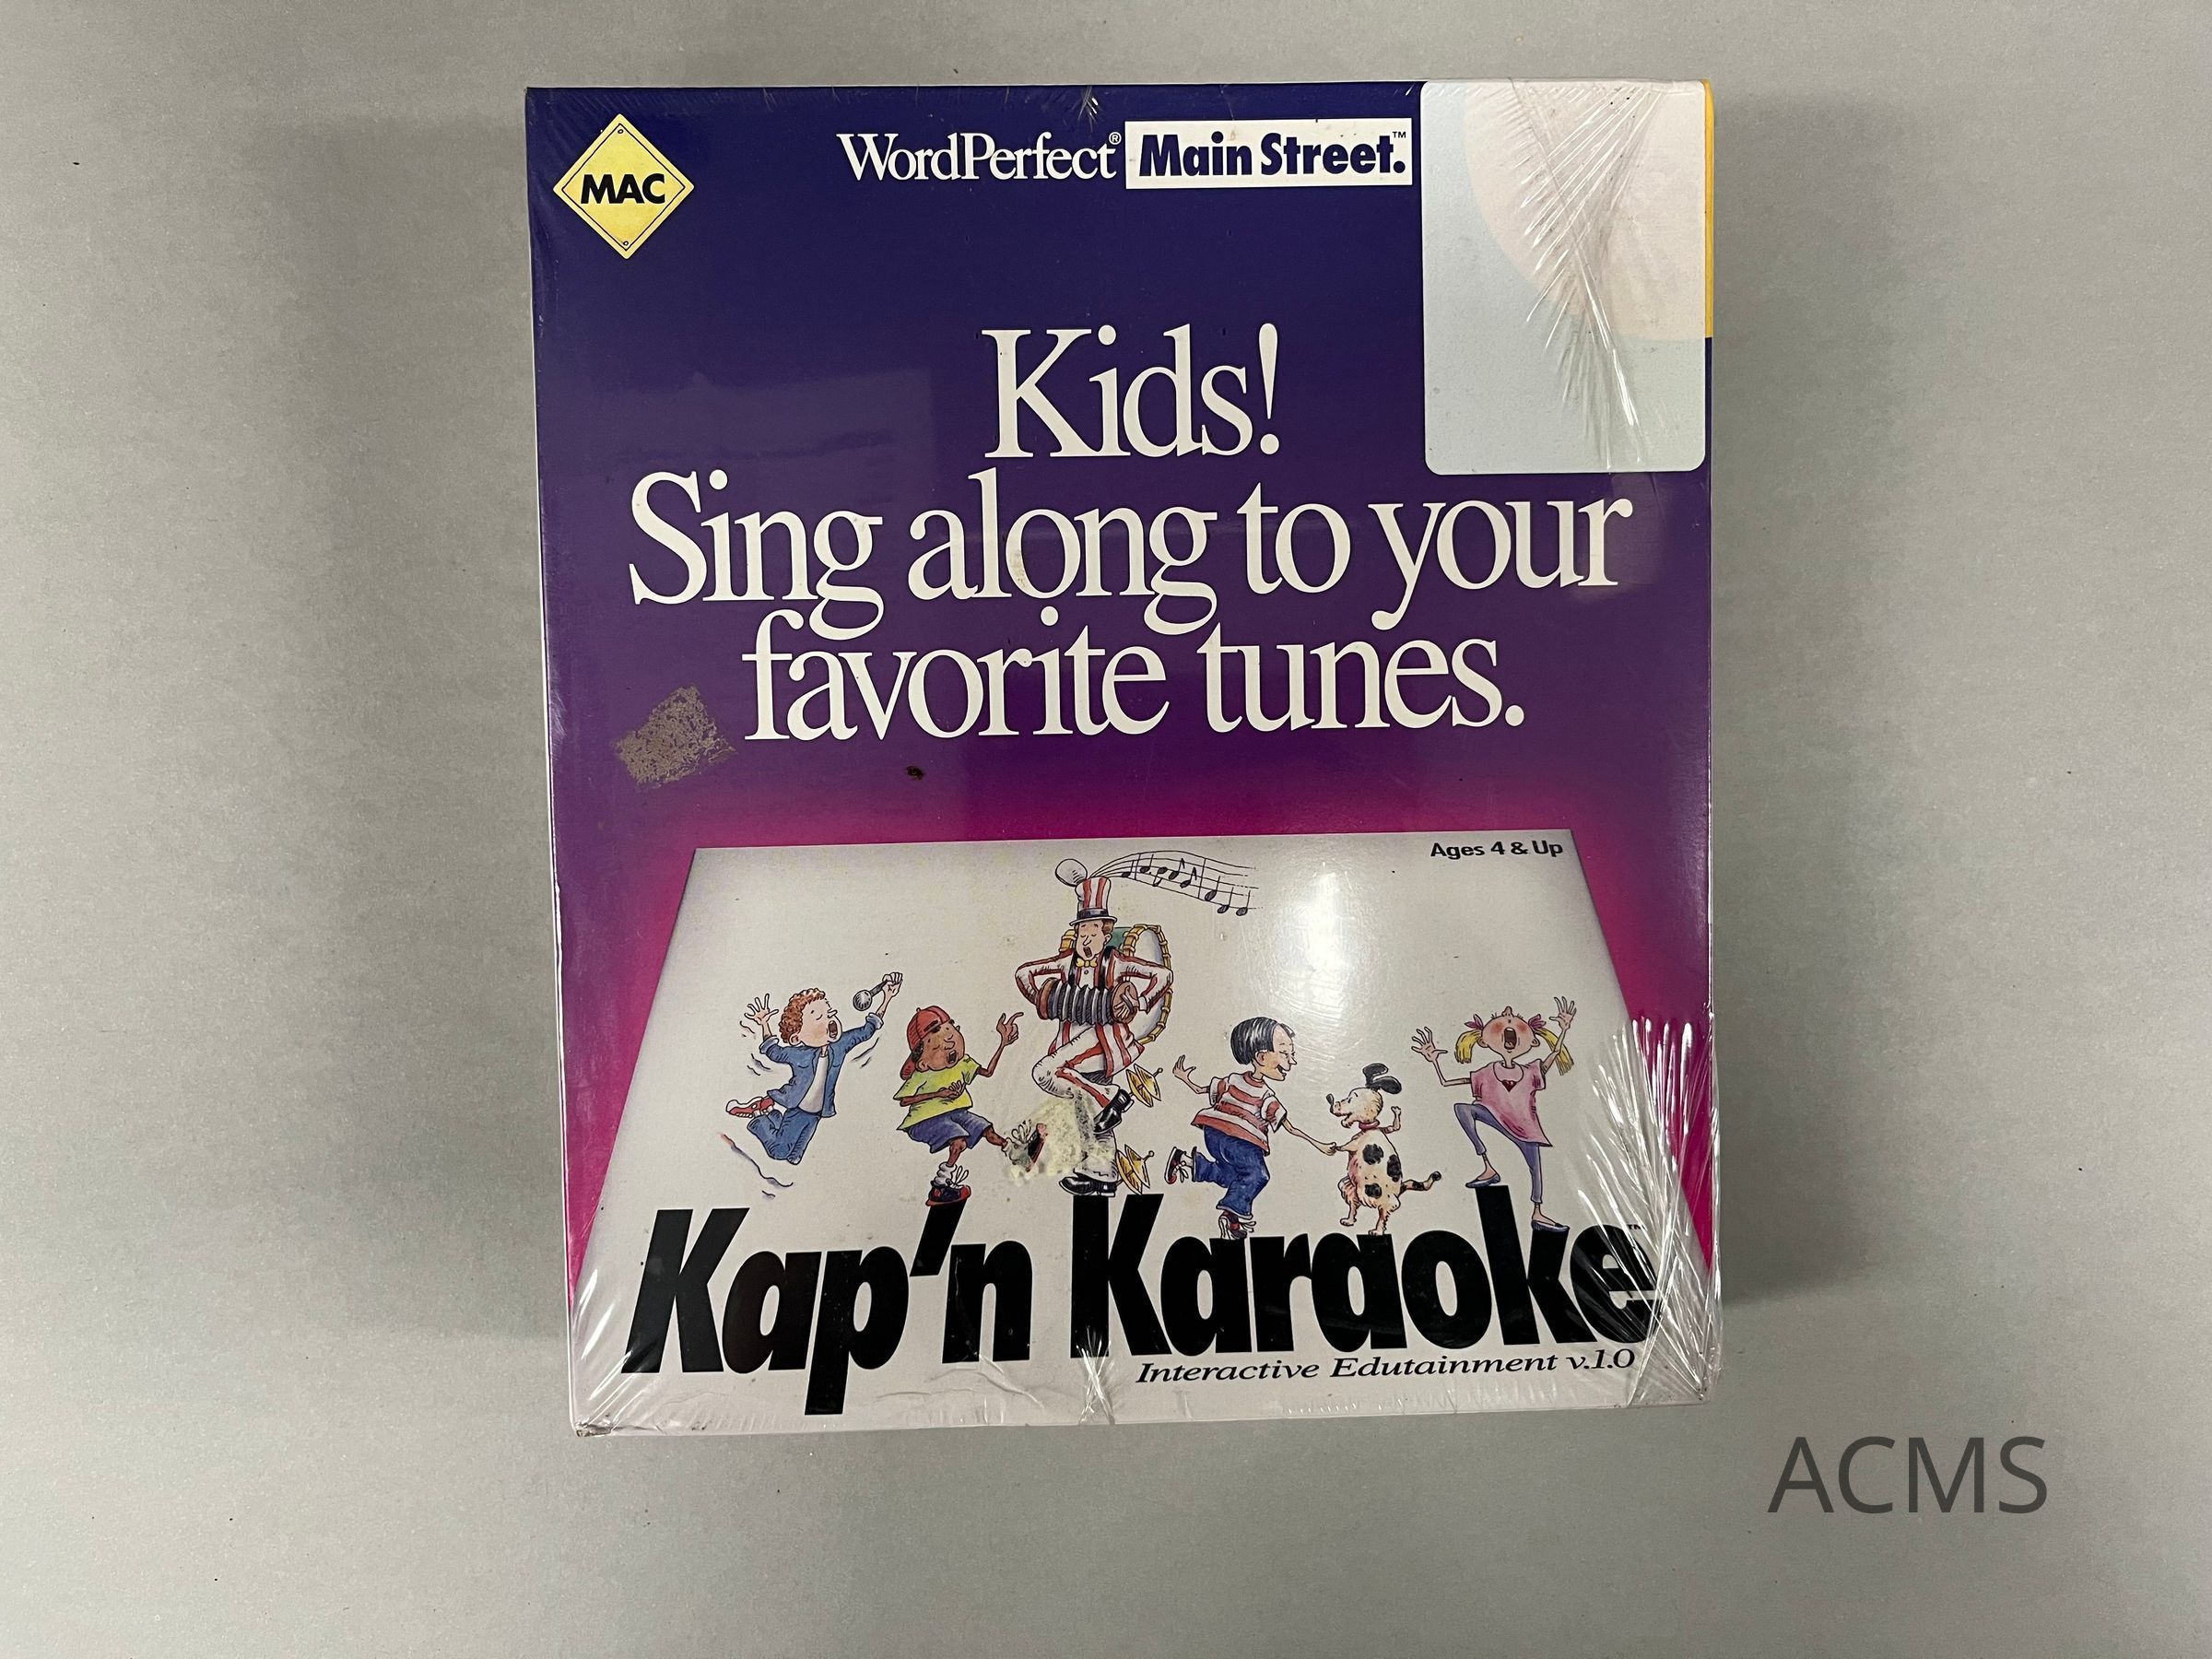 MAC
WordPerfect® Main Street.™
Kids!
Sing along to your
favorite tunes.
Ages 4 & Up
Kap'n Karaoke™
Interactive Edutainment v.1.0
ACMS